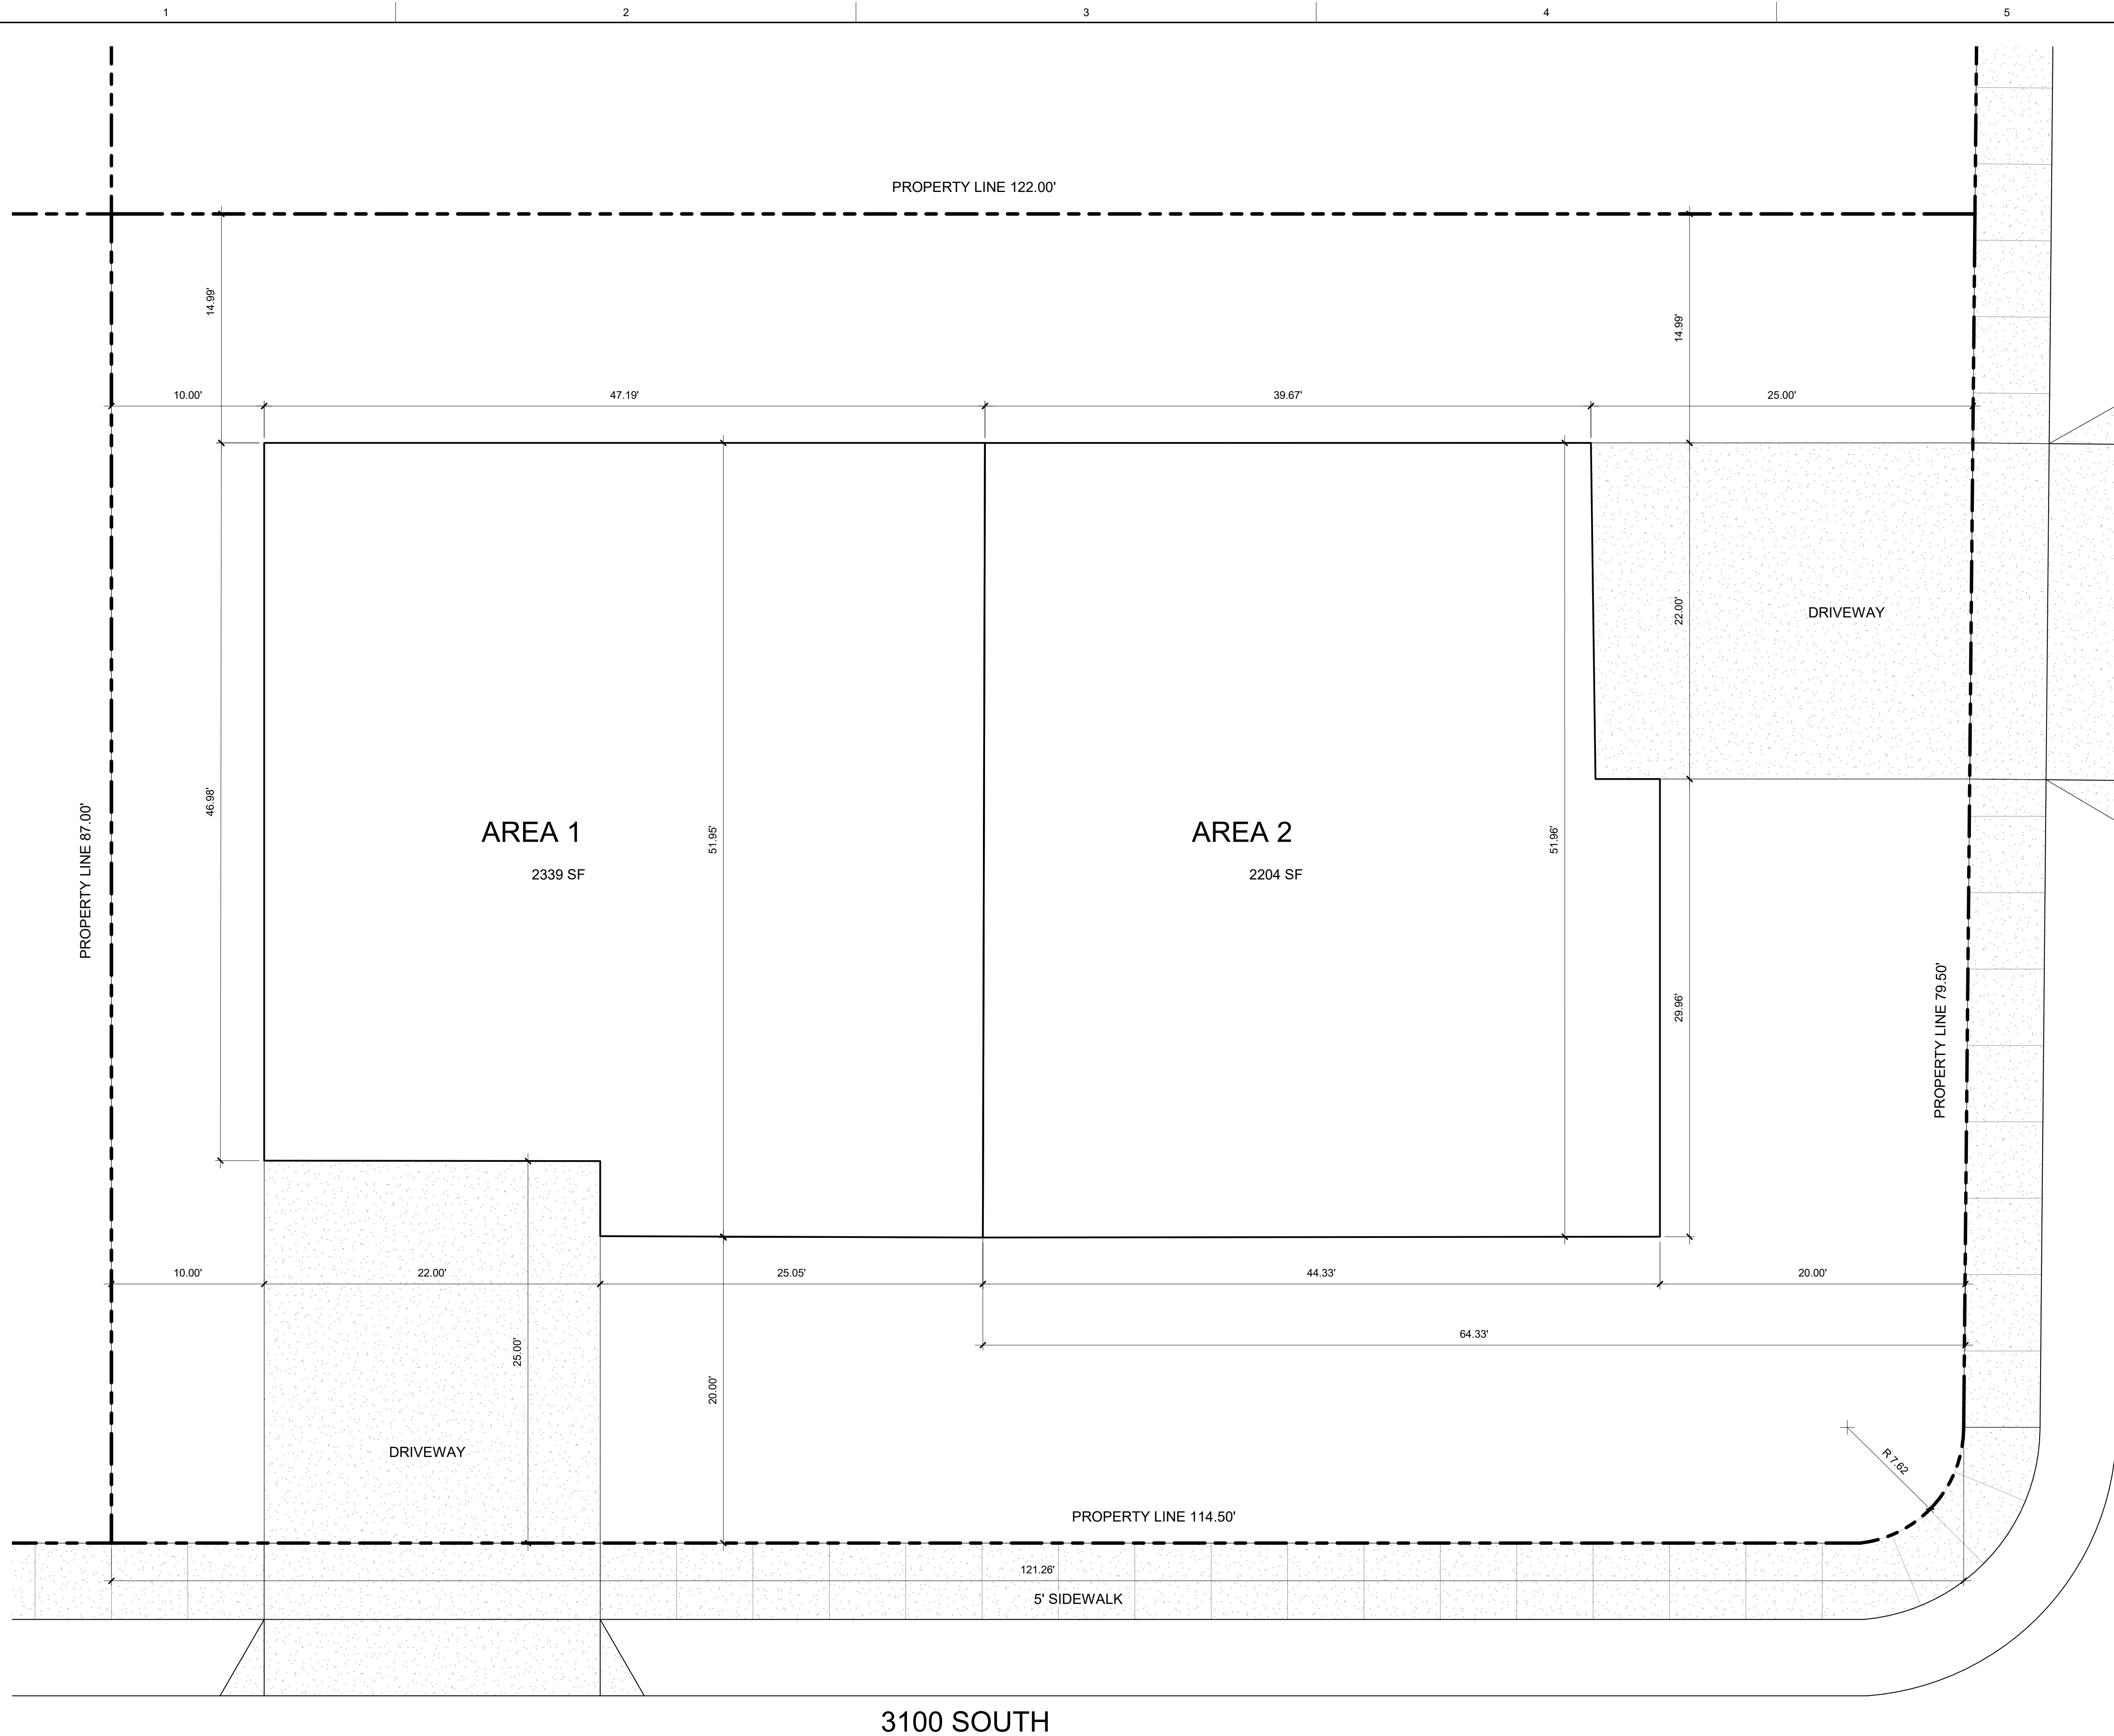 1 2 3 4 5
PROPERTY LINE 122.00'
14.99'
14.99'
10.00' 47.19' 39.67' 25.00'
22.00'
DRIVEWAY
46.98'
PROPERTY LINE 87.00'
AREA 1
2339 SF
51.95'
AREA 2
2204 SF
51.96'
29.96'
PROPERTY LINE 79.50'
10.00' 22.00' 25.05' 44.33' 20.00'
64.33'
25.00'
20.00'
DRIVEWAY
R 7.62
PROPERTY LINE 114.50'
121.26'
5' SIDEWALK
3100 SOUTH